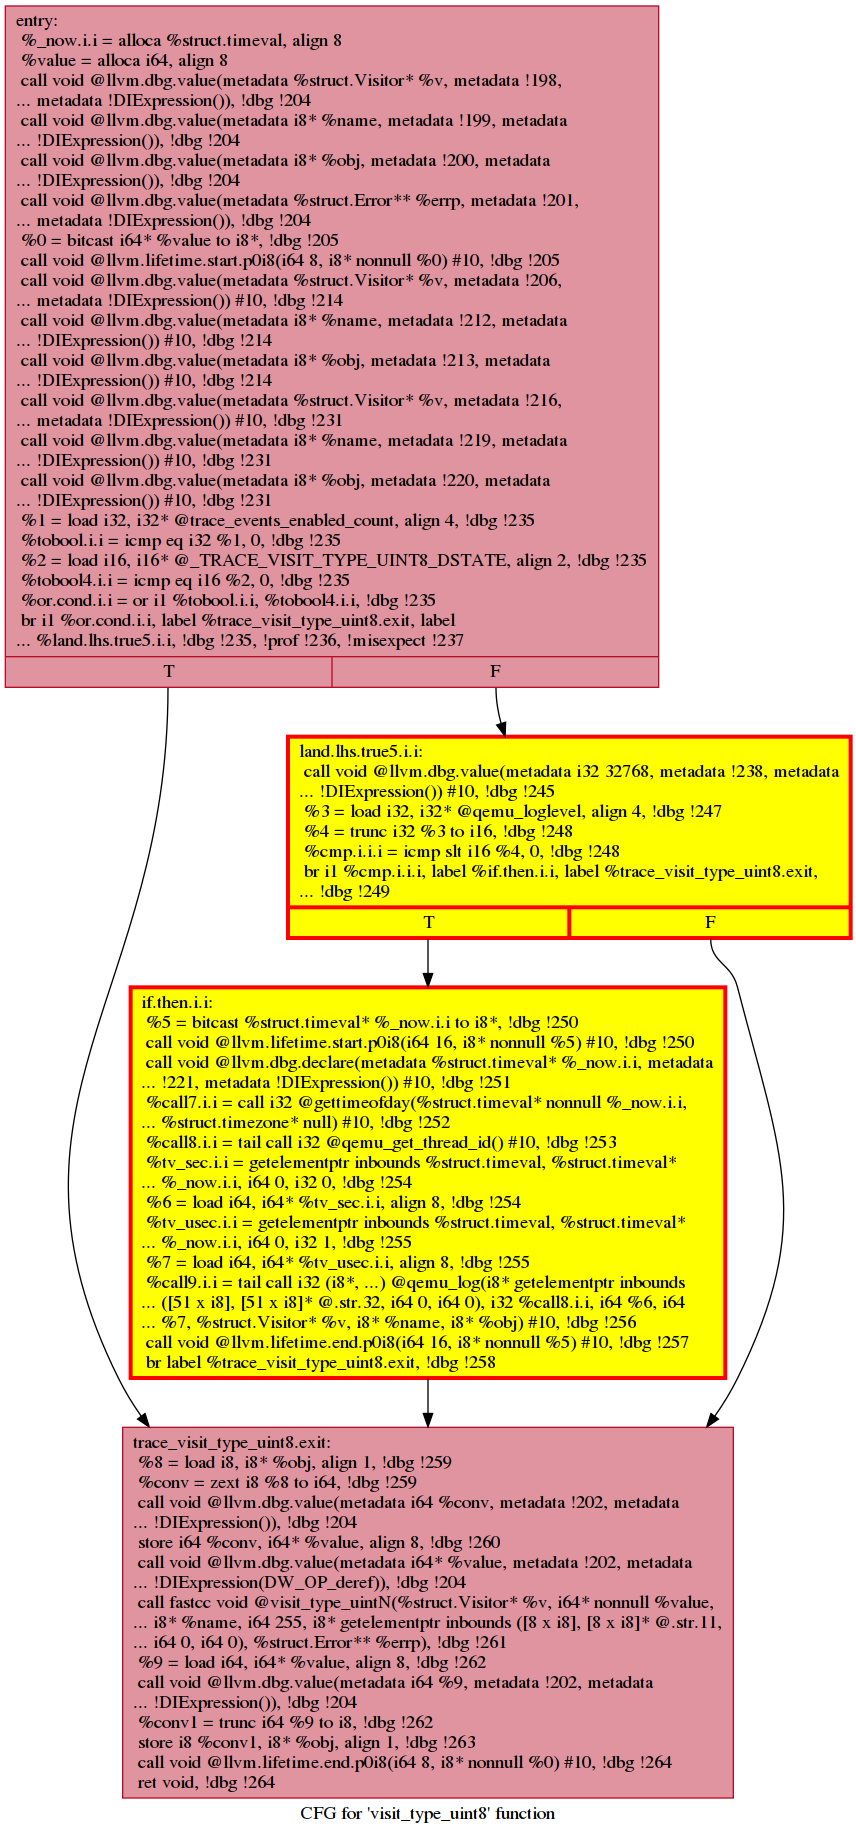 entry:
%_now.i.i = alloca %struct.timeval, align 8
%value = alloca i64, align 8
call void @llvm.dbg.value(metadata %struct.Visitor* %v, metadata !198,
... metadata !DIExpression()), !dbg !204
call void @llvm.dbg.value(metadata i8* %name, metadata !199, metadata
... !DIExpression()), !dbg !204
call void @llvm.dbg.value(metadata i8* %obj, metadata !200, metadata
... !DIExpression()), !dbg !204
call void @llvm.dbg.value(metadata %struct.Error** %errp, metadata !201,
... metadata !DIExpression()), !dbg !204
%0 = bitcast i64* %value to i8*, !dbg !205
call void @llvm.lifetime.start.p0i8(i64 8, i8* nonnull %0) #10, !dbg !205
call void @llvm.dbg.value(metadata %struct.Visitor* %v, metadata !206,
... metadata !DIExpression()) #10, !dbg !214
call void @llvm.dbg.value(metadata i8* %name, metadata !212, metadata
... !DIExpression()) #10, !dbg !214
call void @llvm.dbg.value(metadata i8* %obj, metadata !213, metadata
... !DIExpression()) #10, !dbg !214
call void @llvm.dbg.value(metadata %struct.Visitor* %v, metadata !216,
... metadata !DIExpression()) #10, !dbg !231
call void @llvm.dbg.value(metadata i8* %name, metadata !219, metadata
... !DIExpression()) #10, !dbg !231
call void @llvm.dbg.value(metadata i8* %obj, metadata !220, metadata
... !DIExpression()) #10, !dbg !231
%1 = load i32, i32* @trace_events_enabled_count, align 4, !dbg !235
%tobool.i.i = icmp eq i32 %1, 0, !dbg !235
%2 = load i16, i16* @_TRACE_VISIT_TYPE_UINT8_DSTATE, align 2, !dbg !235
%tobool4.i.i = icmp eq i16 %2, 0, !dbg !235
%or.cond.i.i = or i1 %tobool.i.i, %tobool4.i.i, !dbg !235
br i1 %or.cond.i.i, label %trace_visit_type_uint8.exit, label
... %land.lhs.true5.i.i, !dbg !235, !prof !236, !misexpect !237
T
F
land.lhs.true5.i.i:
call void @llvm.dbg.value(metadata i32 32768, metadata !238, metadata
... !DIExpression()) #10, !dbg !245
%3 = load i32, i32* @qemu_loglevel, align 4, !dbg !247
%4 = trunc i32 %3 to i16, !dbg !248
%cmp.i.i.i = icmp slt i16 %4, 0, !dbg !248
br i1 %cmp.i.i.i, label %if.then.i.i, label %trace_visit_type_uint8.exit,
... !dbg !249
T
F
if.then.i.i:
%5 = bitcast %struct.timeval* %_now.i.i to i8*, !dbg !250
call void @llvm.lifetime.start.p0i8(i64 16, i8* nonnull %5) #10, !dbg !250
call void @llvm.dbg.declare(metadata %struct.timeval* %_now.i.i, metadata
... !221, metadata !DIExpression()) #10, !dbg !251
%call7.i.i = call i32 @gettimeofday(%struct.timeval* nonnull %_now.i.i,
... %struct.timezone* null) #10, !dbg !252
%call8.i.i = tail call i32 @qemu_get_thread_id() #10, !dbg !253
%tv_sec.i.i = getelementptr inbounds %struct.timeval, %struct.timeval*
... %_now.i.i, i64 0, i32 0, !dbg !254
%6 = load i64, i64* %tv_sec.i.i, align 8, !dbg !254
%tv_usec.i.i = getelementptr inbounds %struct.timeval, %struct.timeval*
... %_now.i.i, i64 0, i32 1, !dbg !255
%7 = load i64, i64* %tv_usec.i.i, align 8, !dbg !255
%call9.i.i = tail call i32 (i8*, ...) @qemu_log(i8* getelementptr inbounds
... ([51 x i8], [51 x i8]* @.str.32, i64 0, i64 0), i32 %call8.i.i, i64 %6, i64
... %7, %struct.Visitor* %v, i8* %name, i8* %obj) #10, !dbg !256
call void @llvm.lifetime.end.p0i8(i64 16, i8* nonnull %5) #10, !dbg !257
br label %trace_visit_type_uint8.exit, !dbg !258
trace_visit_type_uint8.exit:
%8 = load i8, i8* %obj, align 1, !dbg !259
%conv = zext i8 %8 to i64, !dbg !259
call void @llvm.dbg.value(metadata i64 %conv, metadata !202, metadata
... !DIExpression()), !dbg !204
store i64 %conv, i64* %value, align 8, !dbg !260
call void @llvm.dbg.value(metadata i64* %value, metadata !202, metadata
... !DIExpression(DW_OP_deref)), !dbg !204
call fastcc void @visit_type_uintN(%struct.Visitor* %v, i64* nonnull %value,
... i8* %name, i64 255, i8* getelementptr inbounds ([8 x i8], [8 x i8]* @.str.11,
... i64 0, i64 0), %struct.Error** %errp), !dbg !261
%9 = load i64, i64* %value, align 8, !dbg !262
call void @llvm.dbg.value(metadata i64 %9, metadata !202, metadata
... !DIExpression()), !dbg !204
%conv1 = trunc i64 %9 to i8, !dbg !262
store i8 %conv1, i8* %obj, align 1, !dbg !263
call void @llvm.lifetime.end.p0i8(i64 8, i8* nonnull %0) #10, !dbg !264
ret void, !dbg !264
CFG for 'visit_type_uint8' function